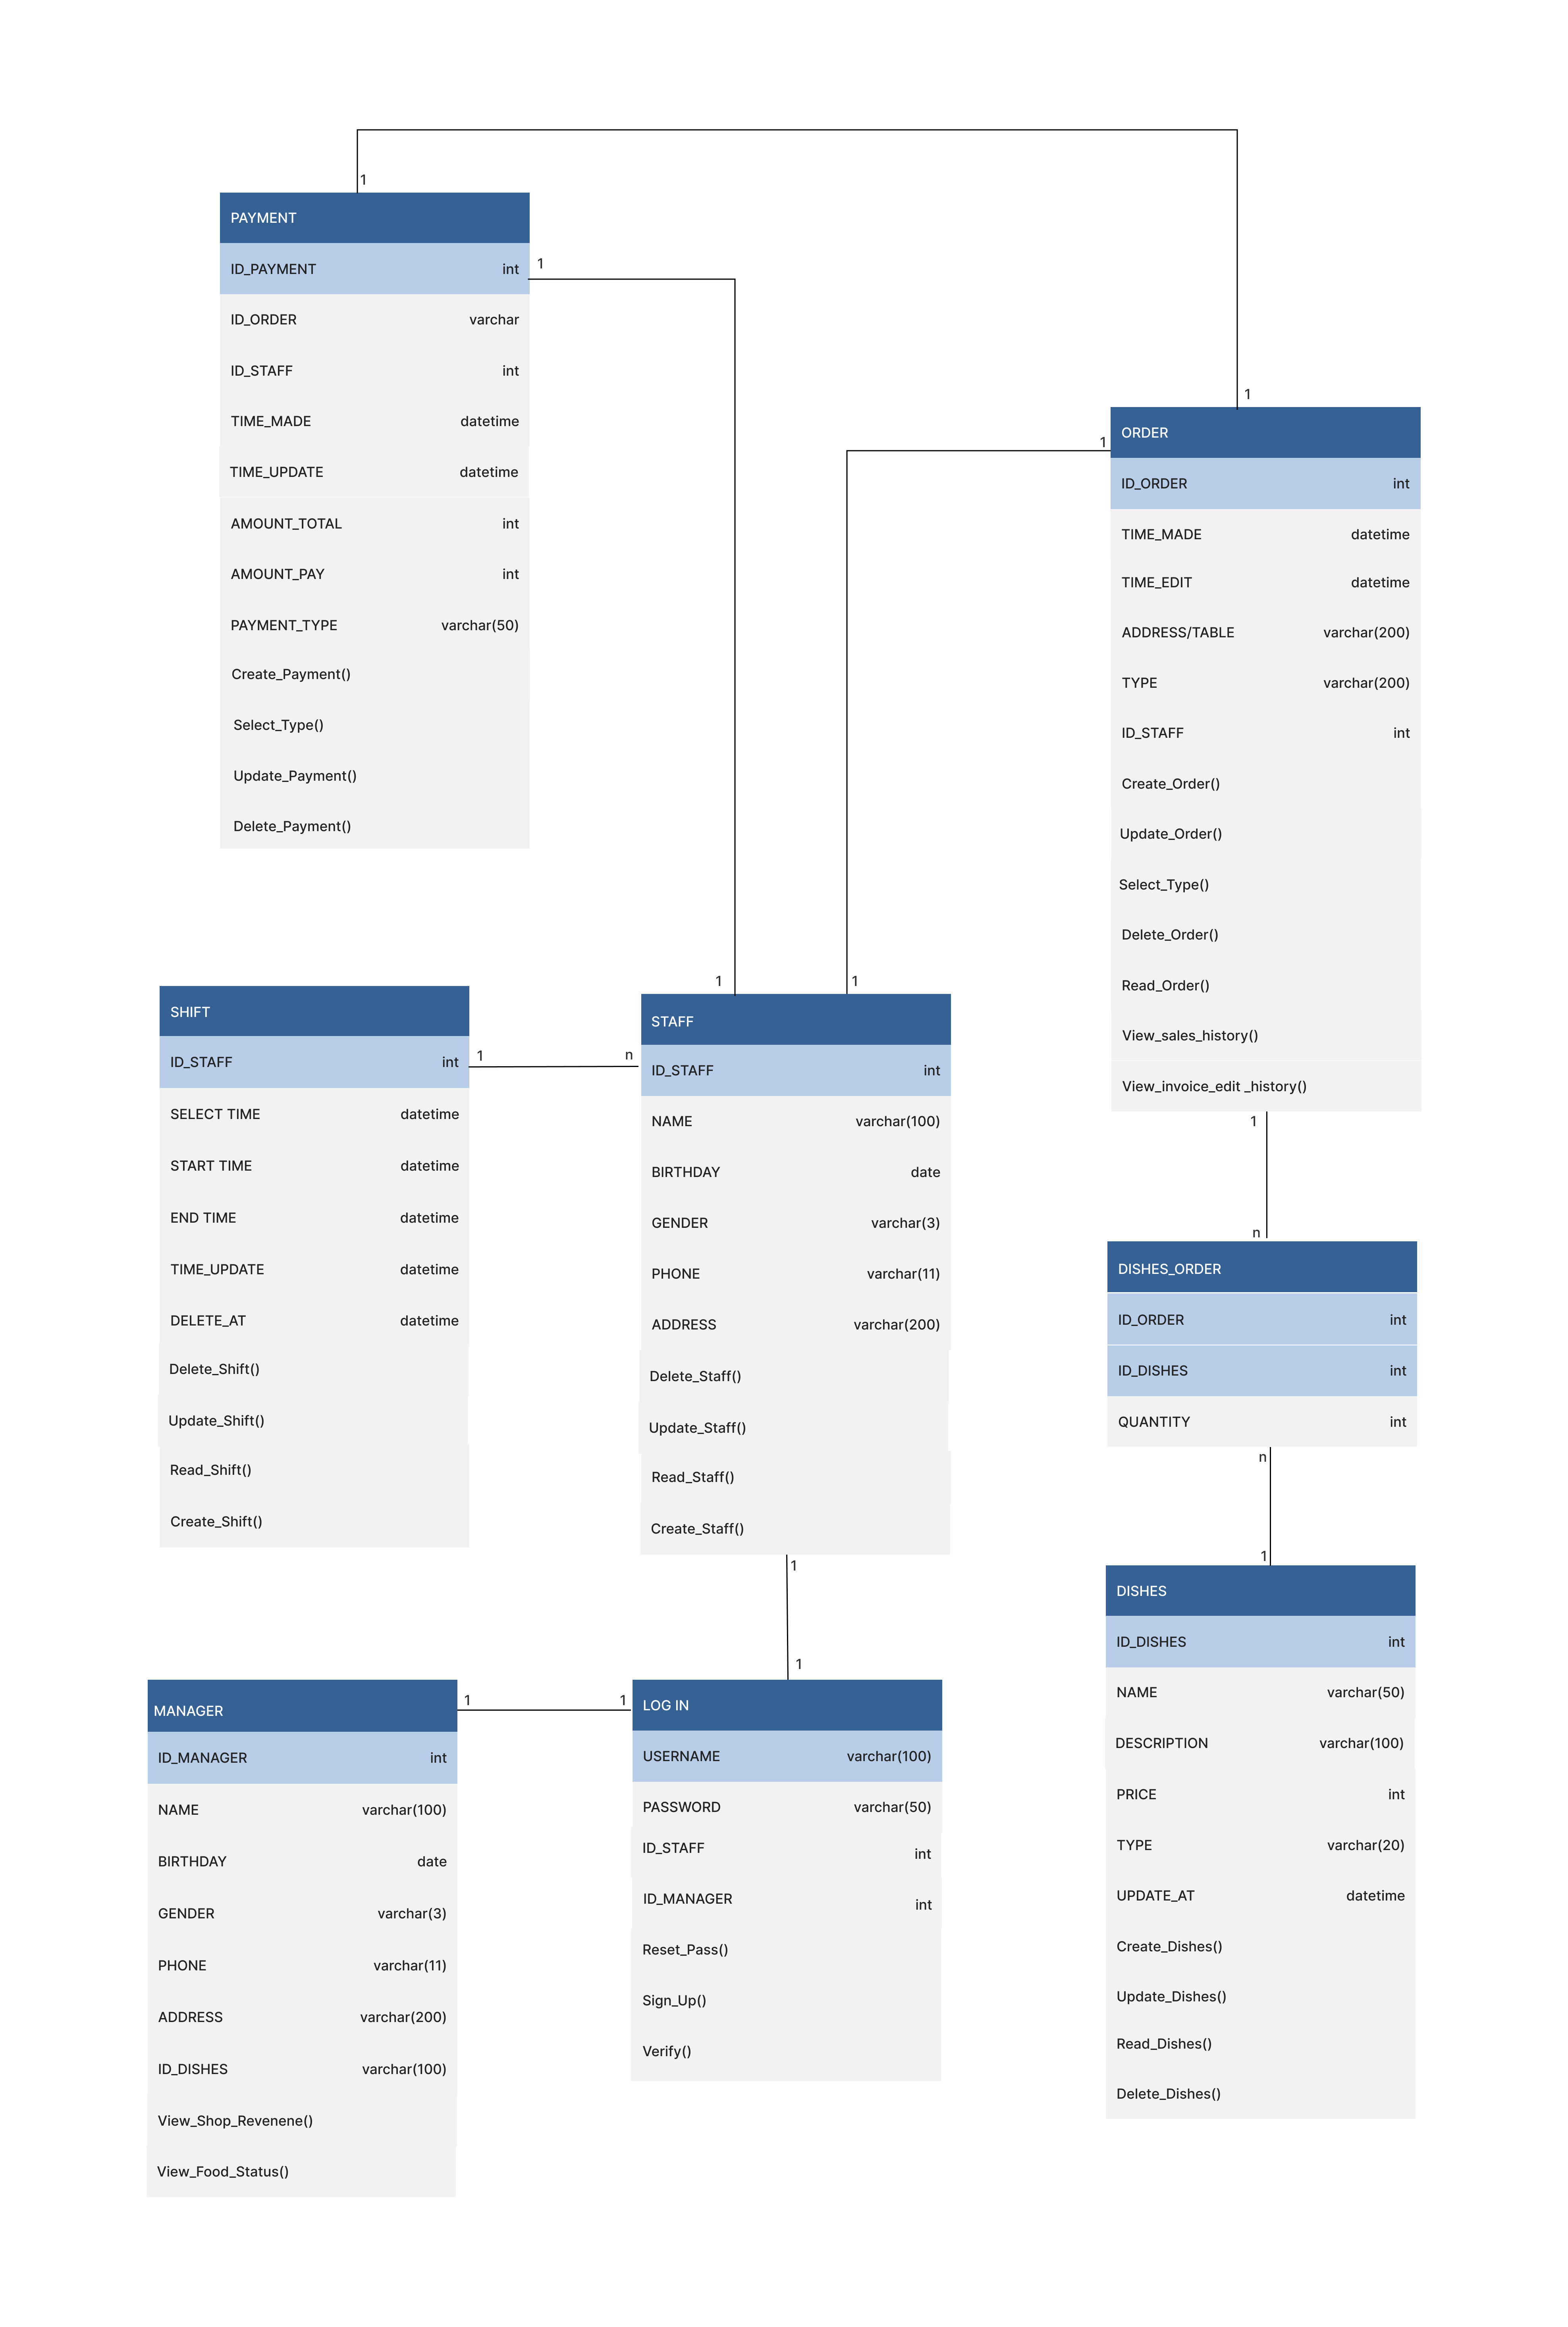 1
PAYMENT
1
ID_PAYMENT int
ID_ORDER varchar
ID_STAFF int
TIME_MADE datetime
TIME_UPDATE datetime
AMOUNT_TOTAL int
AMOUNT_PAY int
PAYMENT_TYPE varchar(50)
Create_Payment()
Select_Type()
Update_Payment()
Delete_Payment()
1
1
ORDER
ID_ORDER int
TIME_MADE datetime
TIME_EDIT datetime
ADDRESS/TABLE varchar(200)
TYPE varchar(200)
ID_STAFF int
Create_Order()
Update_Order()
Select_Type()
Delete_Order()
Read_Order()
View_sales_history()
View_invoice_edit _history()
1
n
SHIFT
ID_STAFF int
SELECT TIME datetime
START TIME datetime
END TIME datetime
TIME_UPDATE datetime
DELETE_AT datetime
Delete_Shift()
Update_Shift()
Read_Shift()
Create_Shift()
1 n
1 1
STAFF
ID_STAFF int
NAME varchar(100)
BIRTHDAY date
GENDER varchar(3)
PHONE varchar(11)
ADDRESS varchar(200)
Delete_Staff()
Update_Staff()
Read_Staff()
Create_Staff()
1
1
DISHES_ORDER
ID_ORDER int
ID_DISHES int
QUANTITY int
n
1
DISHES
ID_DISHES int
NAME varchar(50)
DESCRIPTION varchar(100)
PRICE int
TYPE varchar(20)
UPDATE_AT datetime
Create_Dishes()
Update_Dishes()
Read_Dishes()
Delete_Dishes()
MANAGER
ID_MANAGER int
NAME varchar(100)
BIRTHDAY date
GENDER varchar(3)
PHONE varchar(11)
ADDRESS varchar(200)
ID_DISHES varchar(100)
View_Shop_Revenene()
View_Food_Status()
1 1
LOG IN
USERNAME varchar(100)
PASSWORD varchar(50)
ID_STAFF int
ID_MANAGER int
Reset_Pass()
Sign_Up()
Verify()